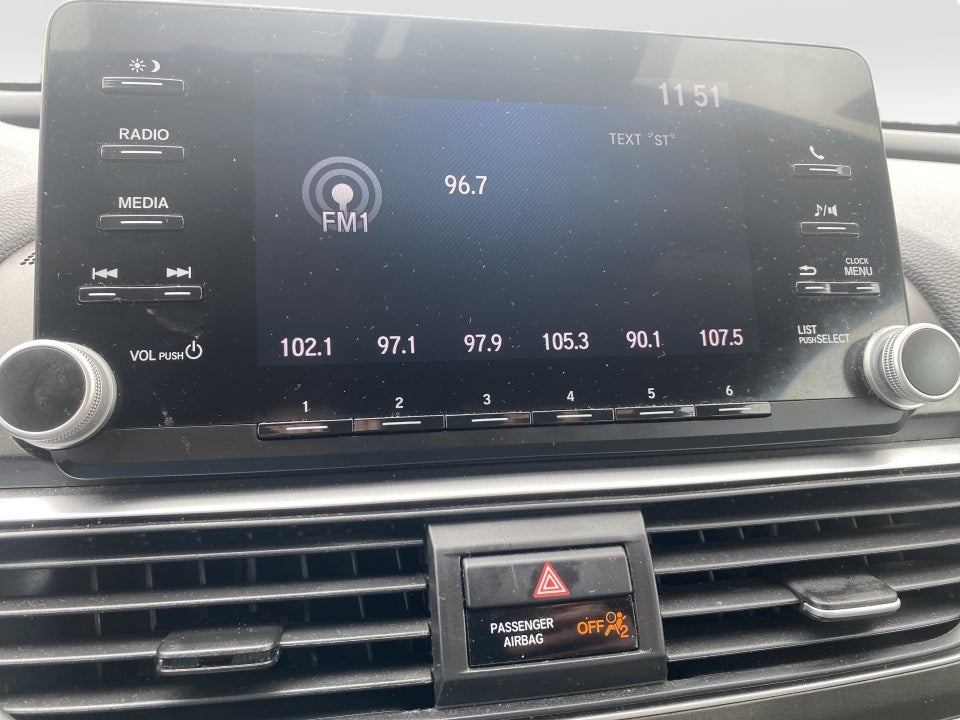 11 51
RADIO
TEXT "ST"
96.7
FM1
MEDIA
CLOCK
MENU
VOL PUSH
LIST
PUSH SELECT
102.1 97.1 97.9 105.3 90.1 107.5
1 2 3 4 5 6
PASSENGER
AIRBAG
OFF 2